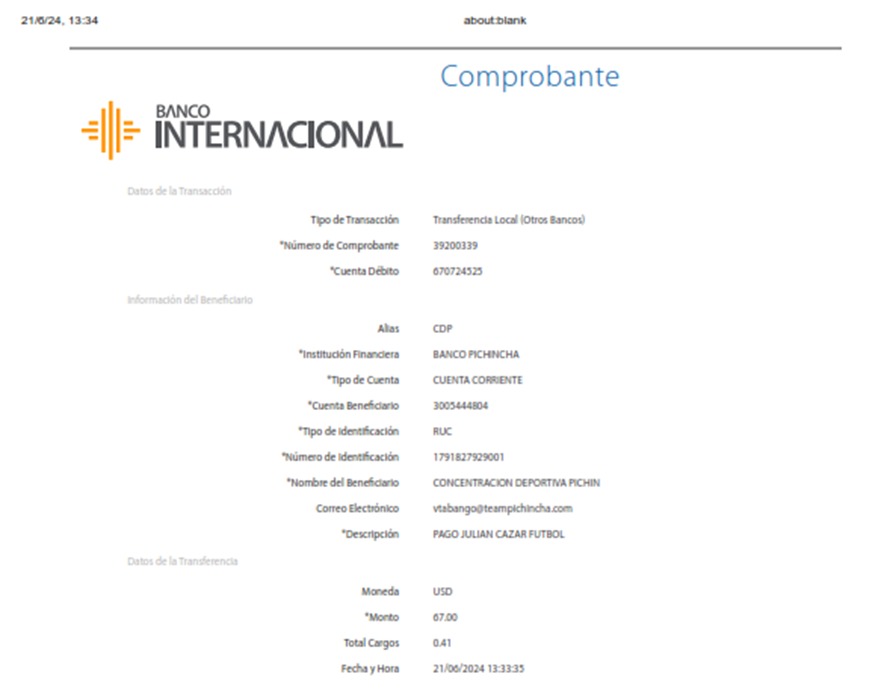 21/6/24, 13:34 about:blank
Comprobante
BANCO
INTERNACIONAL
Datos de la Transacción
Tipo de Transacción Transferencia Local (Otros Bancos)
*Número de Comprobante 39200339
*Cuenta Débito 670724525
Información del Beneficiario
Alias CDP
*Institución Financiera BANCO PICHINCHA
*Tipo de Cuenta CUENTA CORRIENTE
*Cuenta Beneficiario 3005444804
*Tipo de Identificación RUC
*Número de Identificación 1791827929001
*Nombre del Beneficiario CONCENTRACION DEPORTIVA PICHIN
Correo Electrónico vtabango@teampichincha.com
*Descripción PAGO JULIAN CAZAR FUTBOL
Datos de la Transferencia
Moneda USD
*Monto 67.00
Total Cargos 0.41
Fecha y Hora 21/06/2024 13:33:35